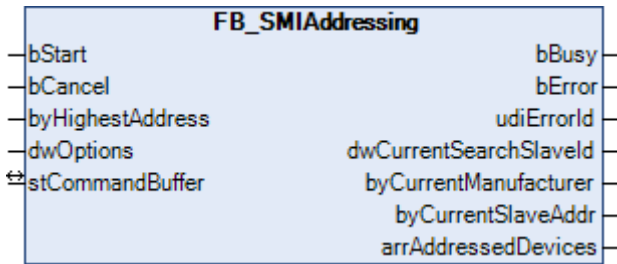 FB_SMIAddressing
bStart bBusy
bCancel bError
byHighestAddress udiErrorId
dwOptions dwCurrentSearchSlaveId
stCommandBuffer byCurrentManufacturer
byCurrentSlaveAddr
arrAddressedDevices